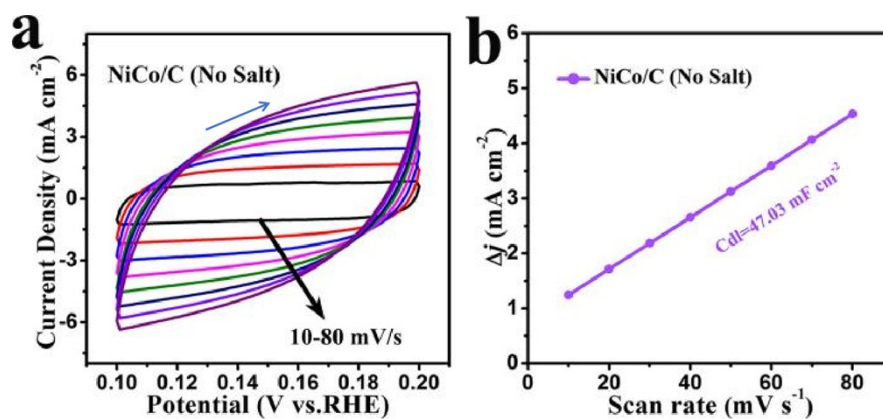 a
NiCo/C (No Salt)
Current Density (mA cm⁻²)
6
3
0
-3
-6
10-80 mV/s
0.10 0.12 0.14 0.16 0.18 0.20
Potential (V vs.RHE)
b
NiCo/C (No Salt)
Δj (mA cm⁻²)
6
5
4
3
2
1
0
Cdl=47.03 mF cm⁻²
0 20 40 60 80
Scan rate (mV s⁻¹)